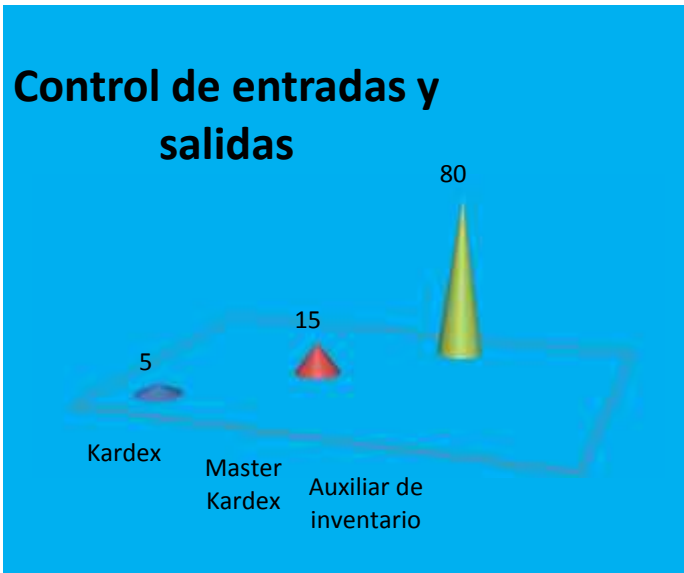 Control de entradas y
salidas
80
15
5
Kardex
Master
Kardex
Auxiliar de
inventario